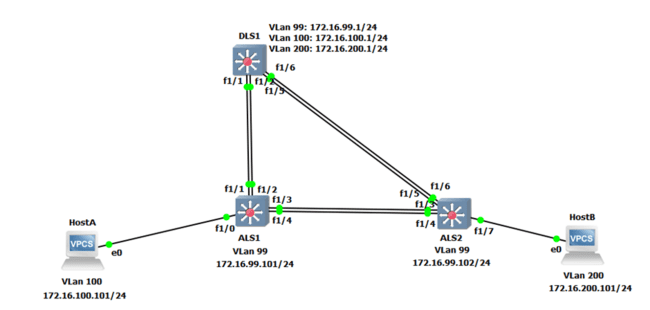 VLan 99: 172.16.99.1/24
DLS1
VLan 100: 172.16.100.1/24
VLan 200: 172.16.200.1/24
f1/6
f1/1
f1/2
f1/5
f1/1
f1/2
f1/5
f1/6
f1/3
f1/3
f1/0
f1/4
f1/4
f1/7
HostA
ALS1
ALS2
HostB
VPCS
e0
VLan 99
172.16.99.101/24
VLan 99
172.16.99.102/24
e0
VPCS
VLan 100
172.16.100.101/24
VLan 200
172.16.200.101/24